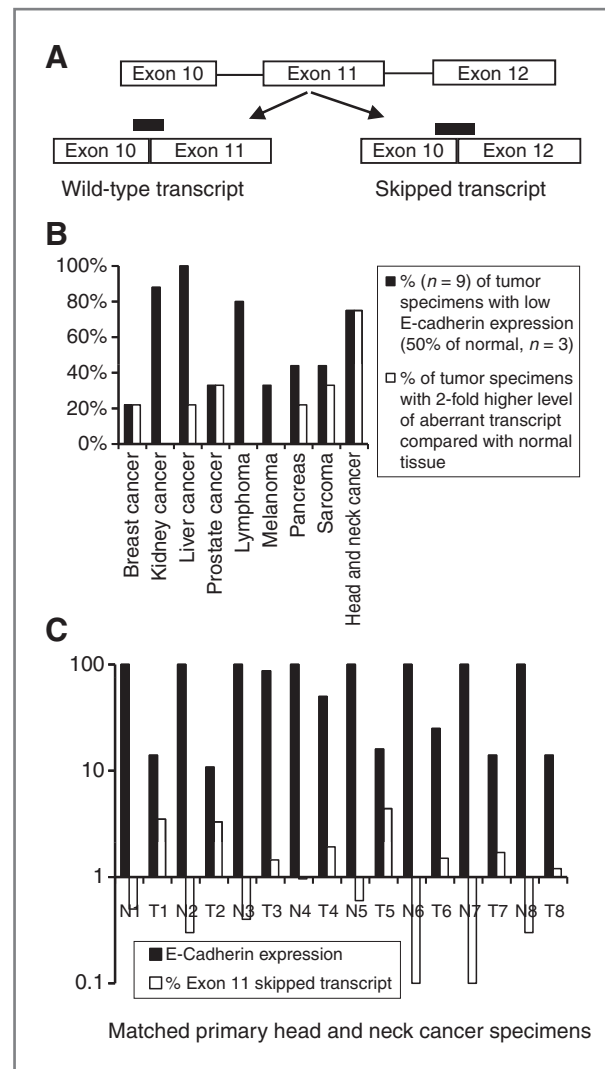 A
Exon 10
Exon 11
Exon 12
Exon 10
Exon 11
Exon 10
Exon 12
Wild-type transcript
Skipped transcript
B
100%
80%
60%
40%
20%
0%
Breast cancer
Kidney cancer
Liver cancer
Prostate cancer
Lymphoma
Melanoma
Pancreas
Sarcoma
Head and neck cancer
% (n = 9) of tumor
specimens with low
E-cadherin expression
(50% of normal, n = 3)
% of tumor specimens
with 2-fold higher level
of aberrant transcript
compared with normal
tissue
C
100
10
1
0.1
N1 T1 N2 T2 N3 T3 N4 T4 N5 T5 N6 T6 N7 T7 N8 T8
E-Cadherin expression
% Exon 11 skipped transcript
Matched primary head and neck cancer specimens